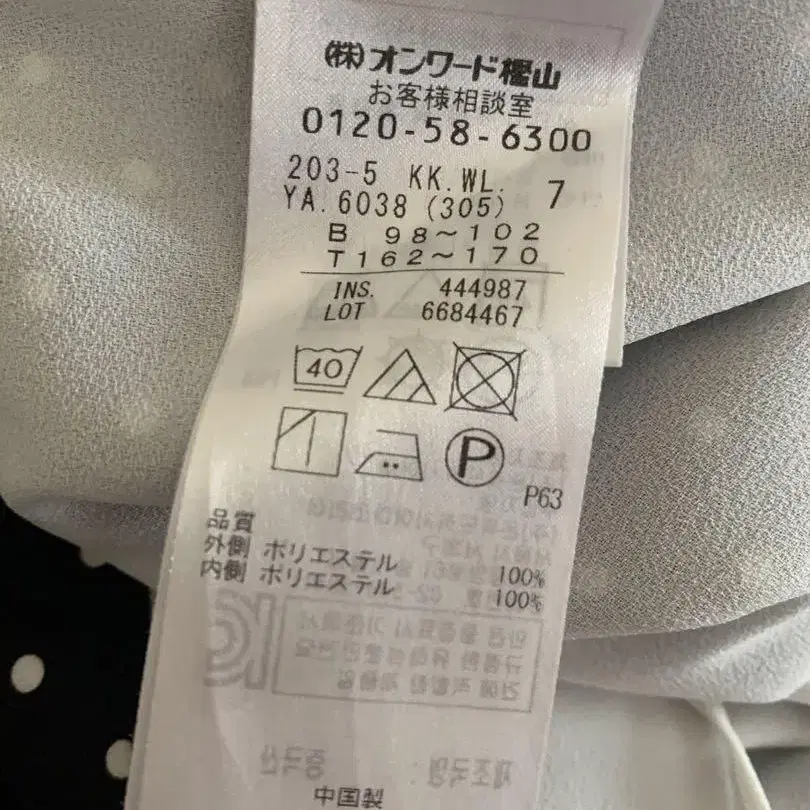 (株)オンワード樫山
お客様相談室
0120-58-6300
203-5 KK.WL. 7
YA.6038 (305)
B 98〜102
T162〜170
INS. 444987
LOT 6684467
40
P
P63
品質
外側 ポリエステル 100%
内側 ポリエステル 100%
中国製